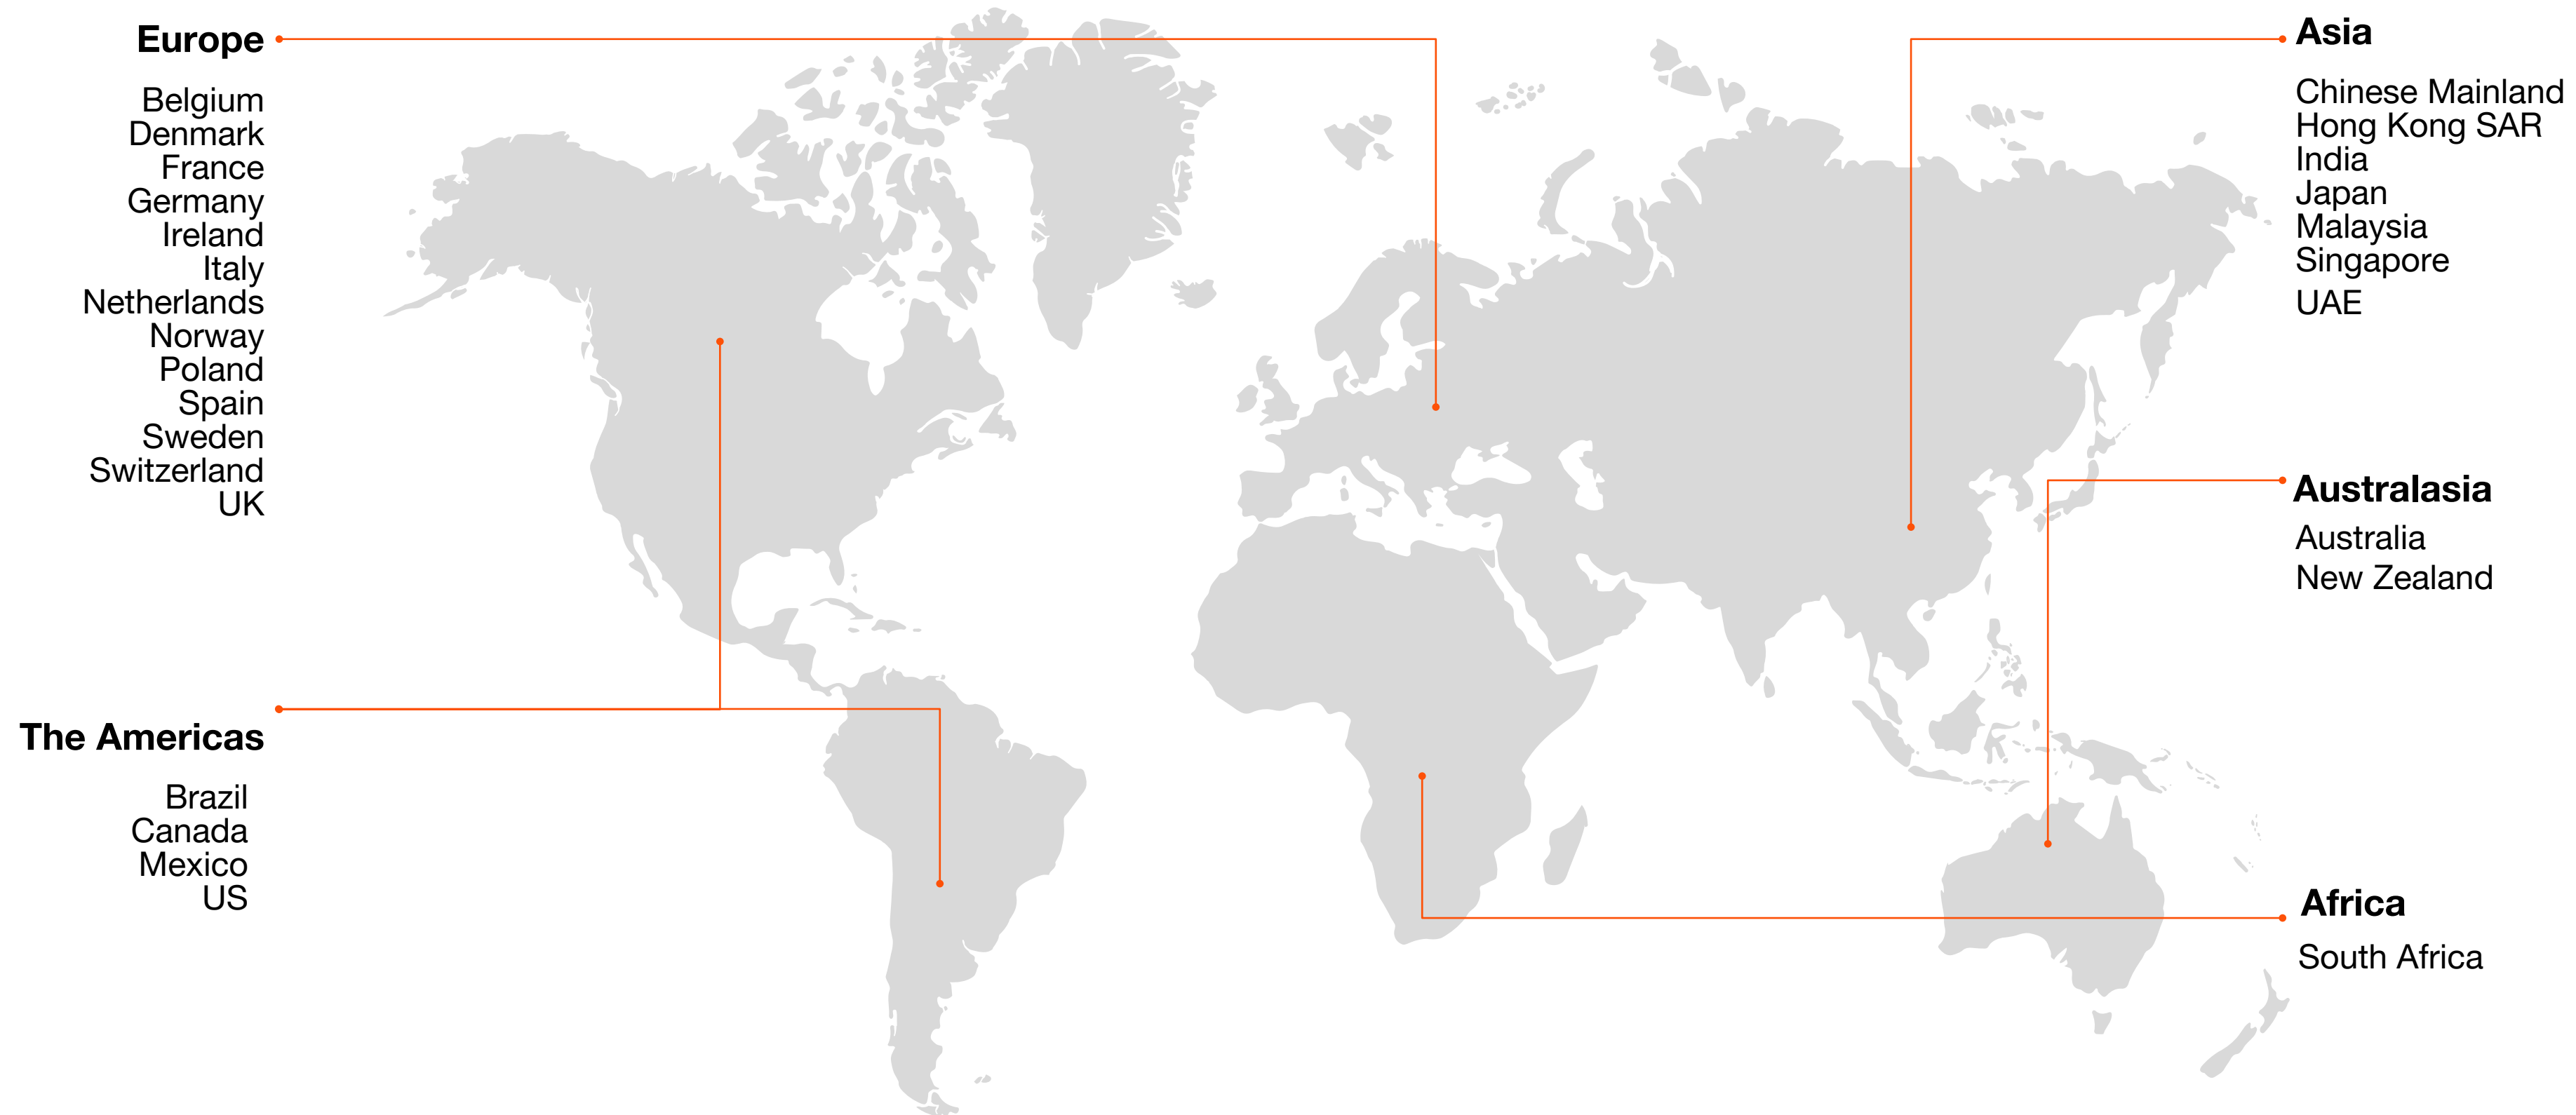 Europe
Belgium
Denmark
France
Germany
Ireland
Italy
Netherlands
Norway
Poland
Spain
Sweden
Switzerland
UK
The Americas
Brazil
Canada
Mexico
US
Asia
Chinese Mainland
Hong Kong SAR
India
Japan
Malaysia
Singapore
UAE
Australasia
Australia
New Zealand
Africa
South Africa